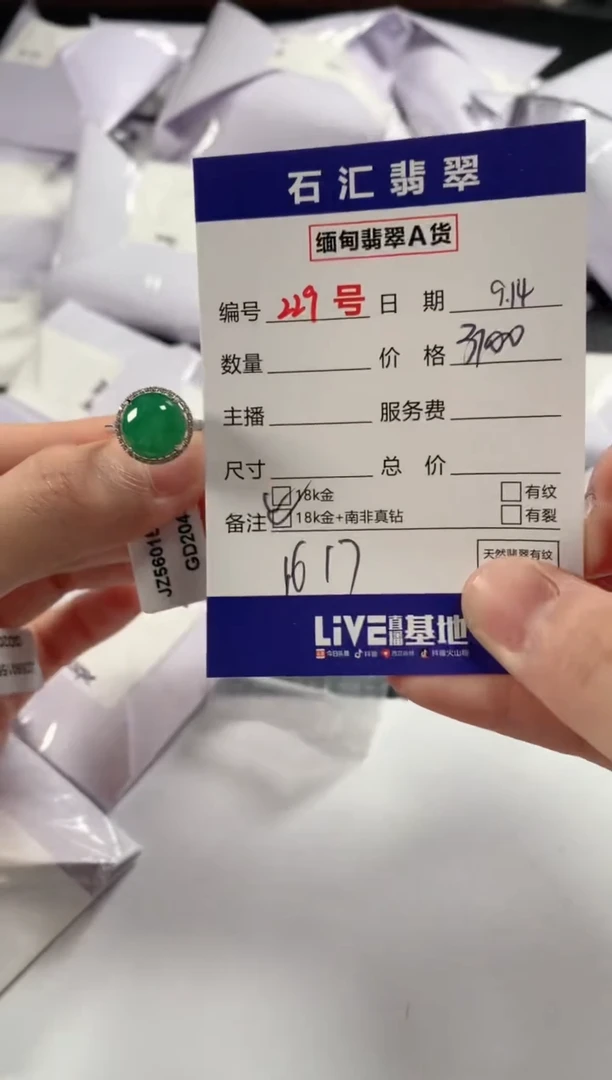 石汇翡翠
缅甸翡翠A货
编号 229号 日期 9.14
数量 价格
主播 服务费
尺寸 总价
18k金 有纹
备注 18k金+南非真钻 有裂
天然翡翠有纹
1617
LiVE直播基地
JZ5601
GD204